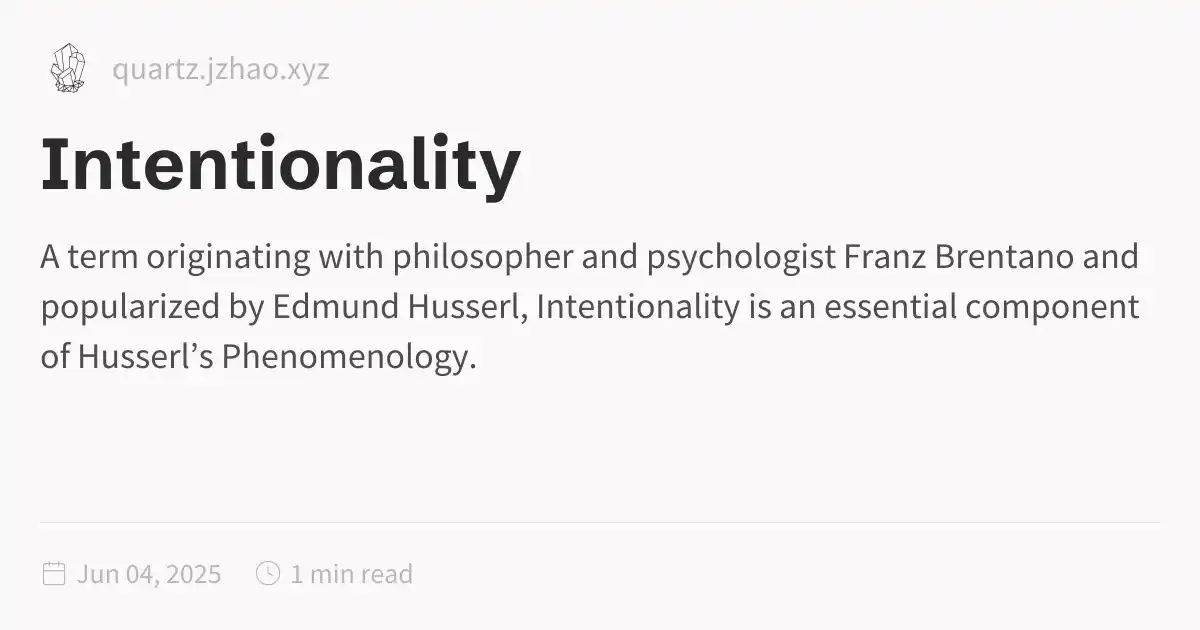 quartz.jzhao.xyz
Intentionality
A term originating with philosopher and psychologist Franz Brentano and
popularized by Edmund Husserl, Intentionality is an essential component
of Husserl’s Phenomenology.
Jun 04, 2025 1 min read